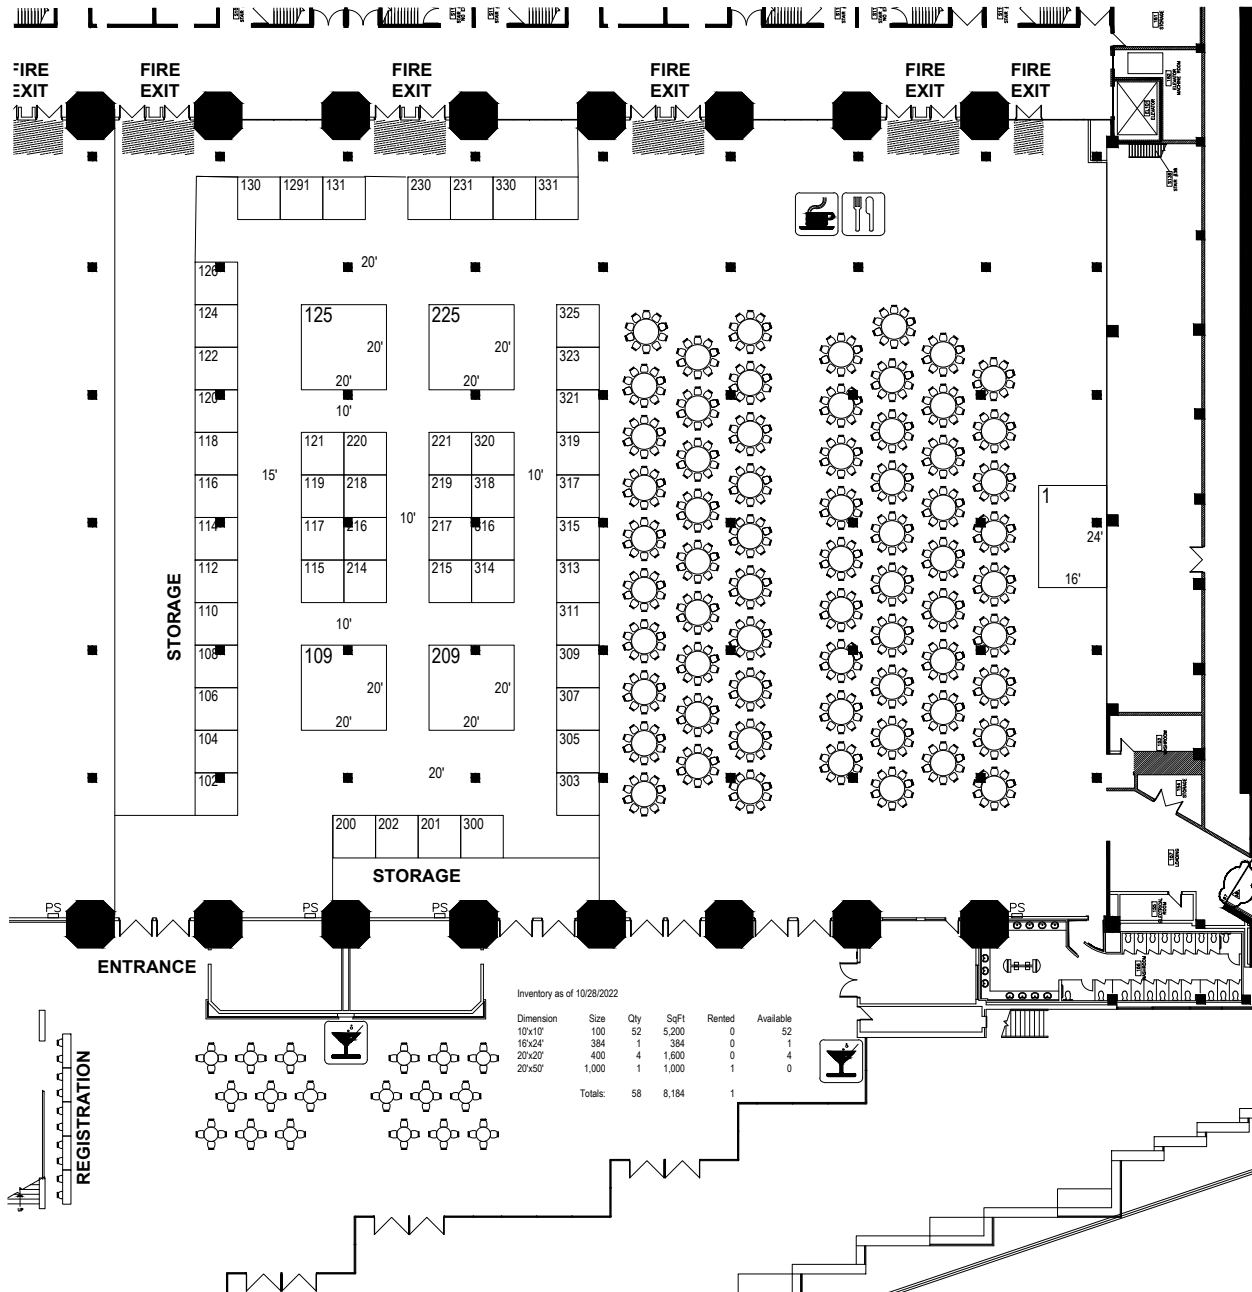 FIRE
EXIT
FIRE
EXIT
FIRE
EXIT
FIRE
EXIT
FIRE
EXIT
FIRE
EXIT
130 1291 131 230 231 330 331
20'
126
124
122
120
118
116
114
112
110
108
106
104
102
125
20'
20'
225
20'
20'
10'
325
323
321
319
317
315
313
311
309
307
305
303
121 220
119 218
117 216
115 214
221 320
219 318
217 316
215 314
15'
10'
10'
10'
109
20'
20'
209
20'
20'
20'
1
24'
16'
STORAGE
200 202 201 300
STORAGE
PS
PS
PS
PS
ENTRANCE
REGISTRATION
UP
Inventory as of 10/28/2022
Dimension Size Qty SqFt Rented Available
10'x10' 100 52 5,200 0 52
16'x24' 384 1 384 0 1
20'x20' 400 4 1,600 0 4
20'x50' 1,000 1 1,000 1 0
Totals: 58 8,184 1